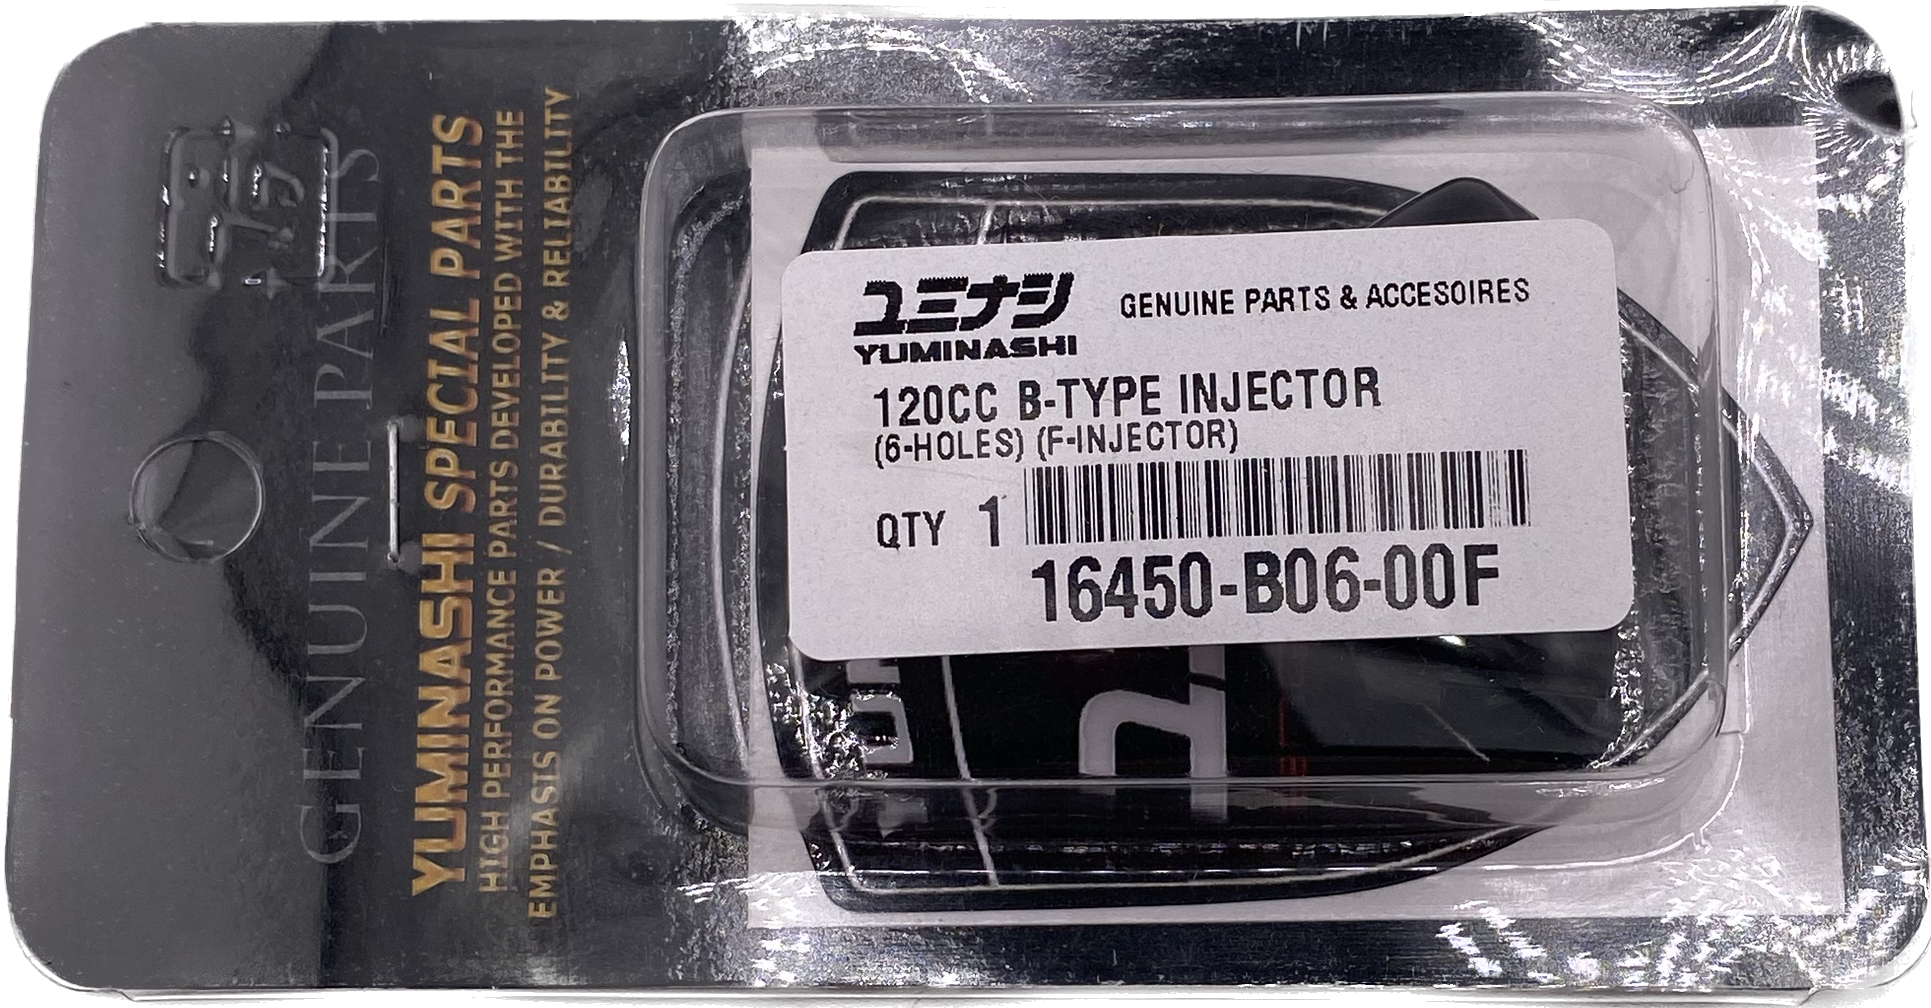 GENUINE PARTS
YUMINASHI SPECIAL PARTS
HIGH PERFORMANCE PARTS DEVELOPED WITH THE
EMPHASIS ON POWER / DURABILITY & RELIABILITY
ユミナシ
YUMINASHI
GENUINE PARTS & ACCESOIRES
120CC B-TYPE INJECTOR
(6-HOLES) (F-INJECTOR)
QTY 1
16450-B06-00F